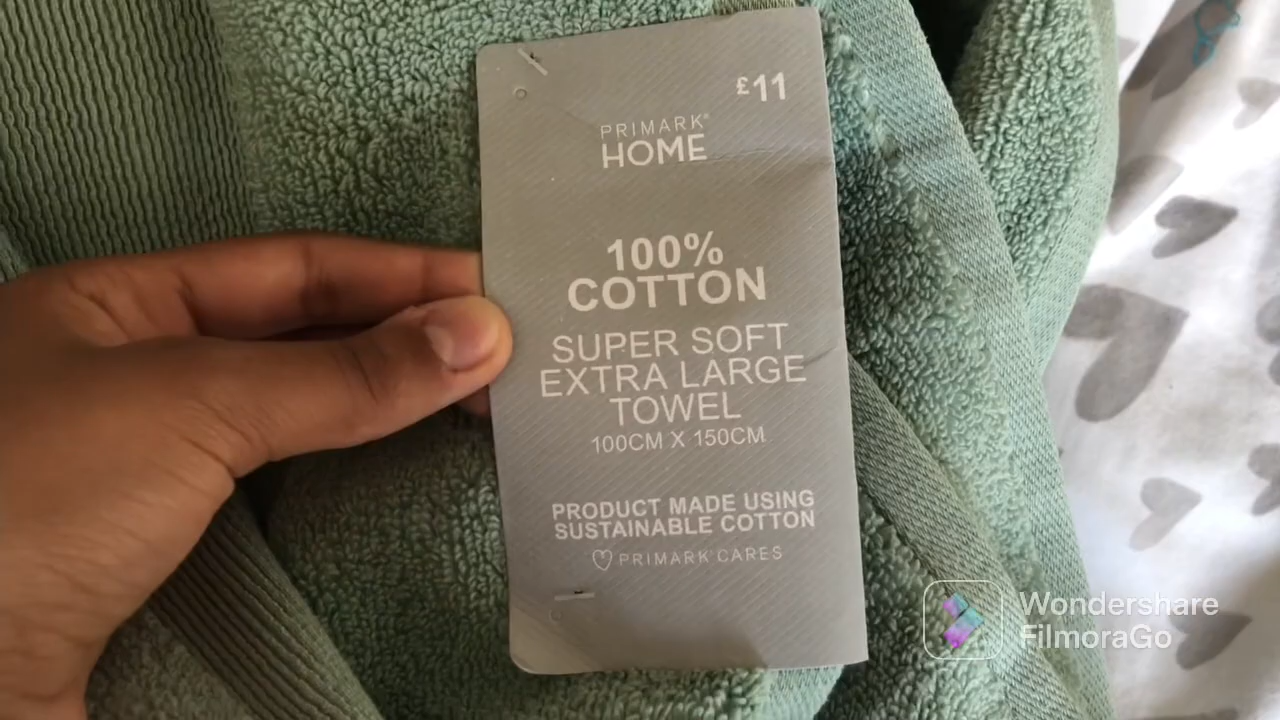 £11
PRIMARK®
HOME
100%
COTTON
SUPER SOFT
EXTRA LARGE
TOWEL
100CM X 150CM
PRODUCT MADE USING
SUSTAINABLE COTTON
PRIMARK® CARES
Wondershare
FilmoraGo